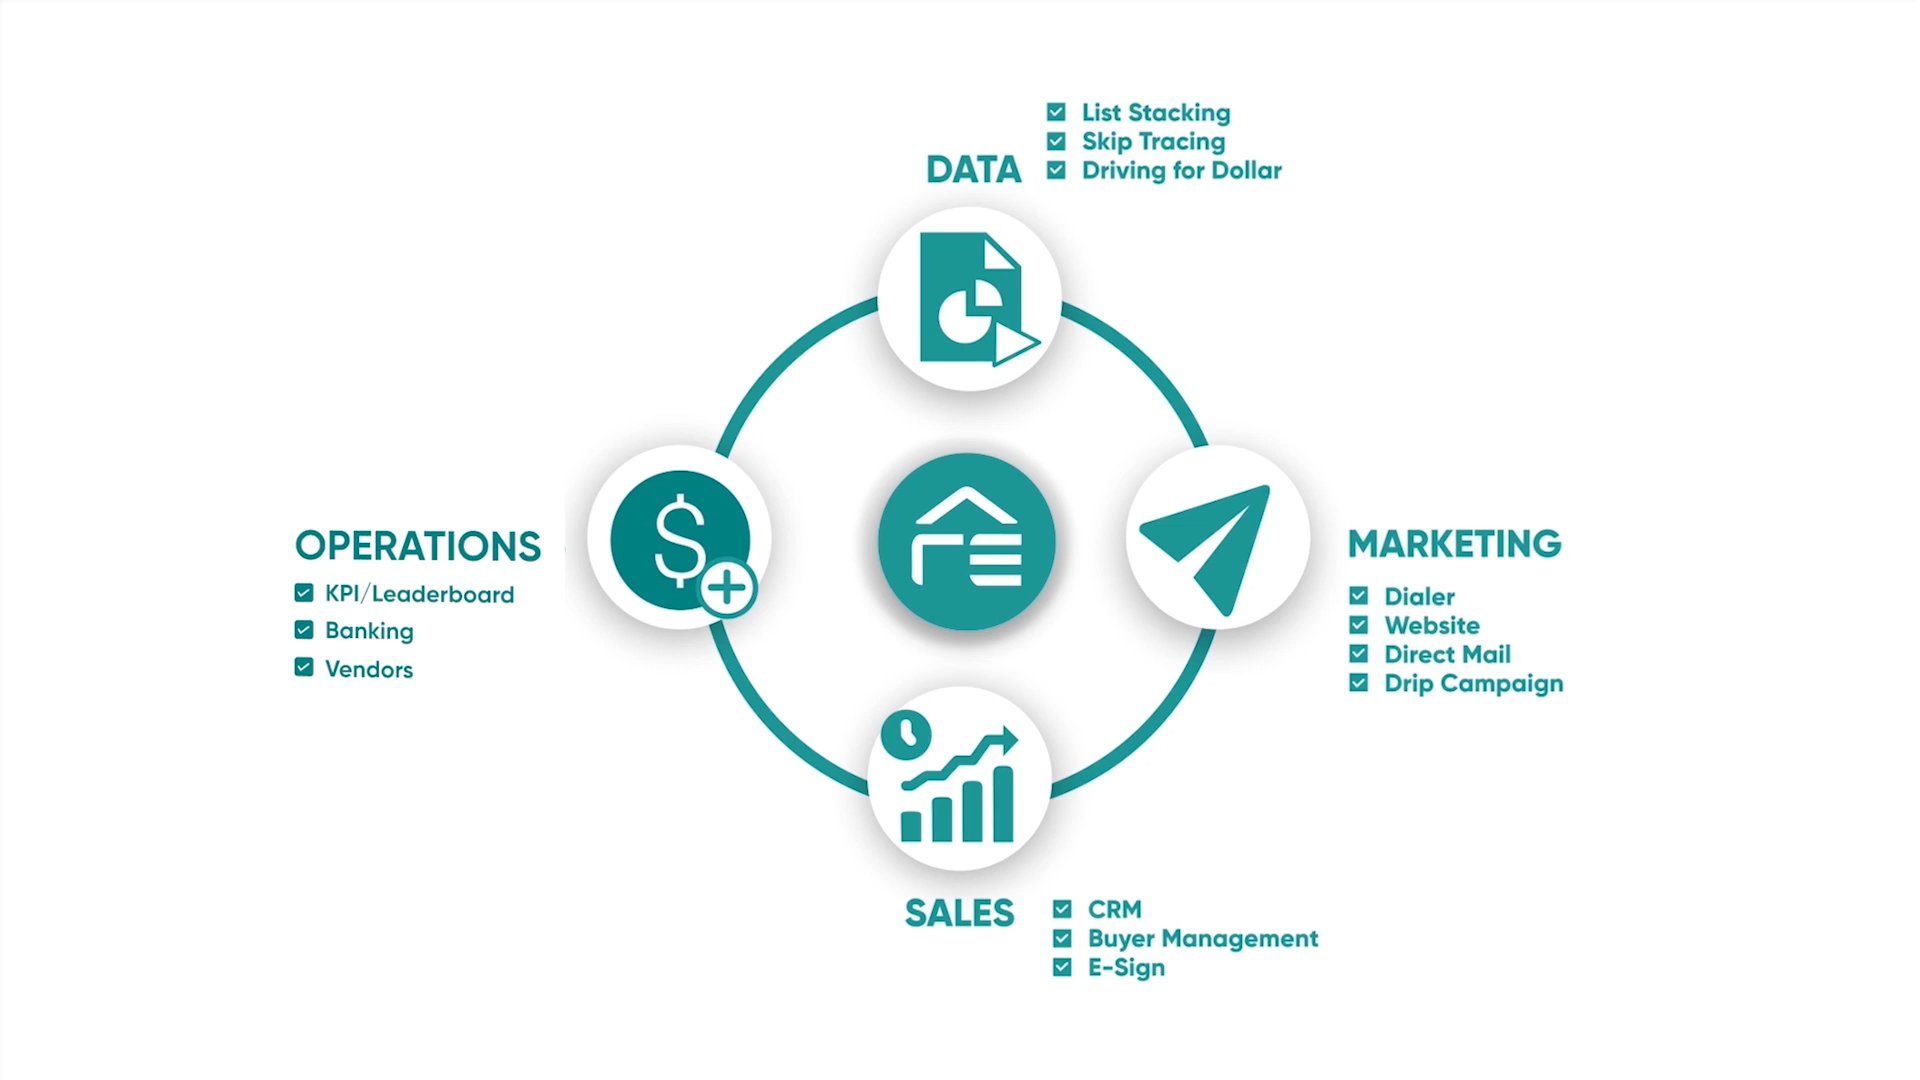 DATA
List Stacking
Skip Tracing
Driving for Dollar
OPERATIONS
KPI/Leaderboard
Banking
Vendors
MARKETING
Dialer
Website
Direct Mail
Drip Campaign
SALES
CRM
Buyer Management
E-Sign